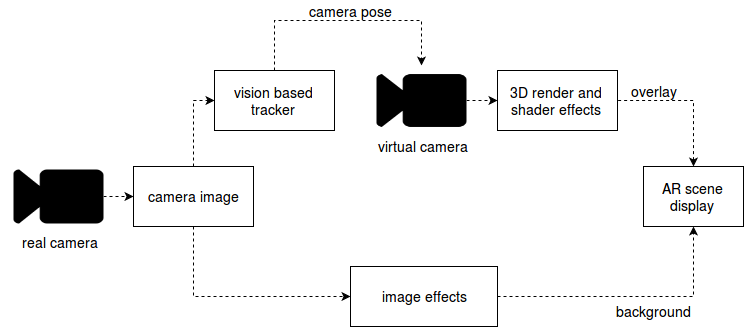 camera pose
vision based
tracker
virtual camera
3D render and
shader effects
overlay
real camera
camera image
AR scene
display
image effects
background